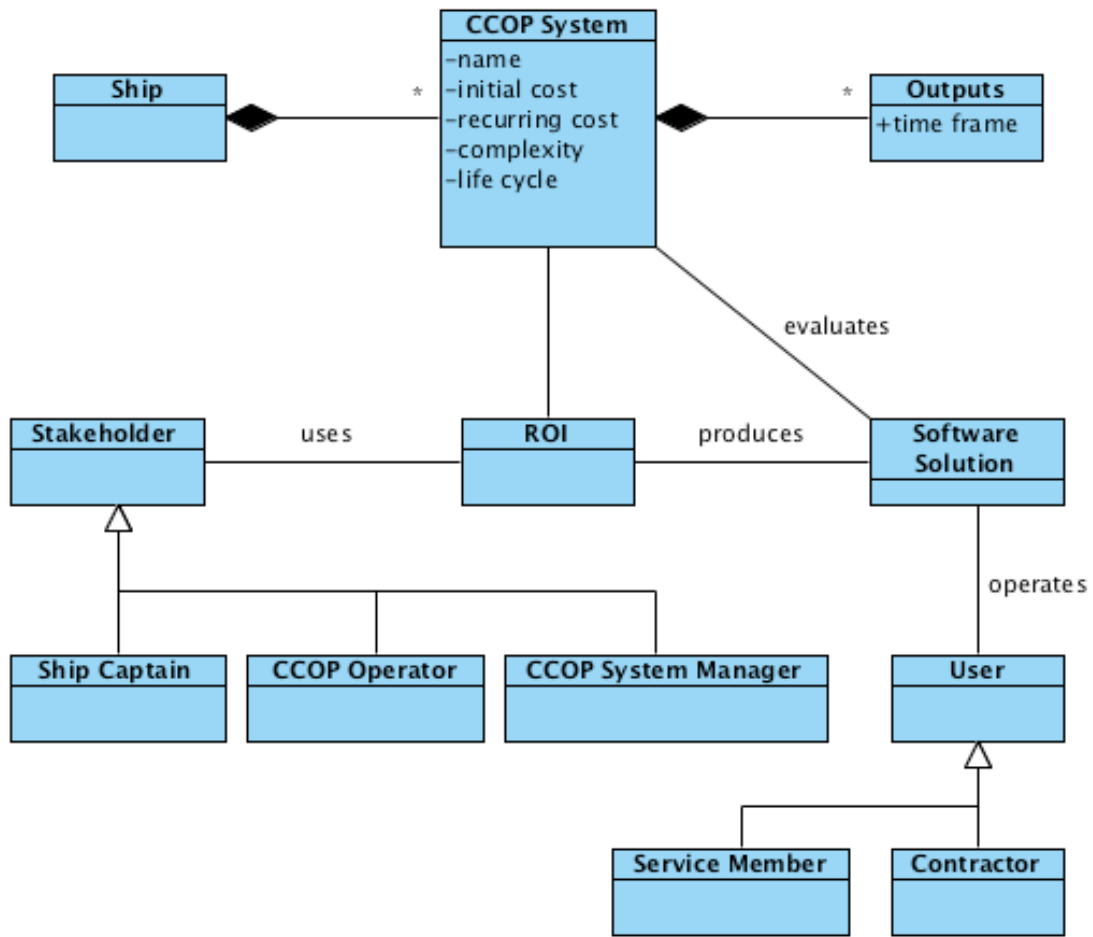 CCOP System
-name
-initial cost
-recurring cost
-complexity
-life cycle
Ship
*
*
Outputs
+time frame
evaluates
Stakeholder
uses
ROI
produces
Software
Solution
operates
Ship Captain
CCOP Operator
CCOP System Manager
User
Service Member
Contractor